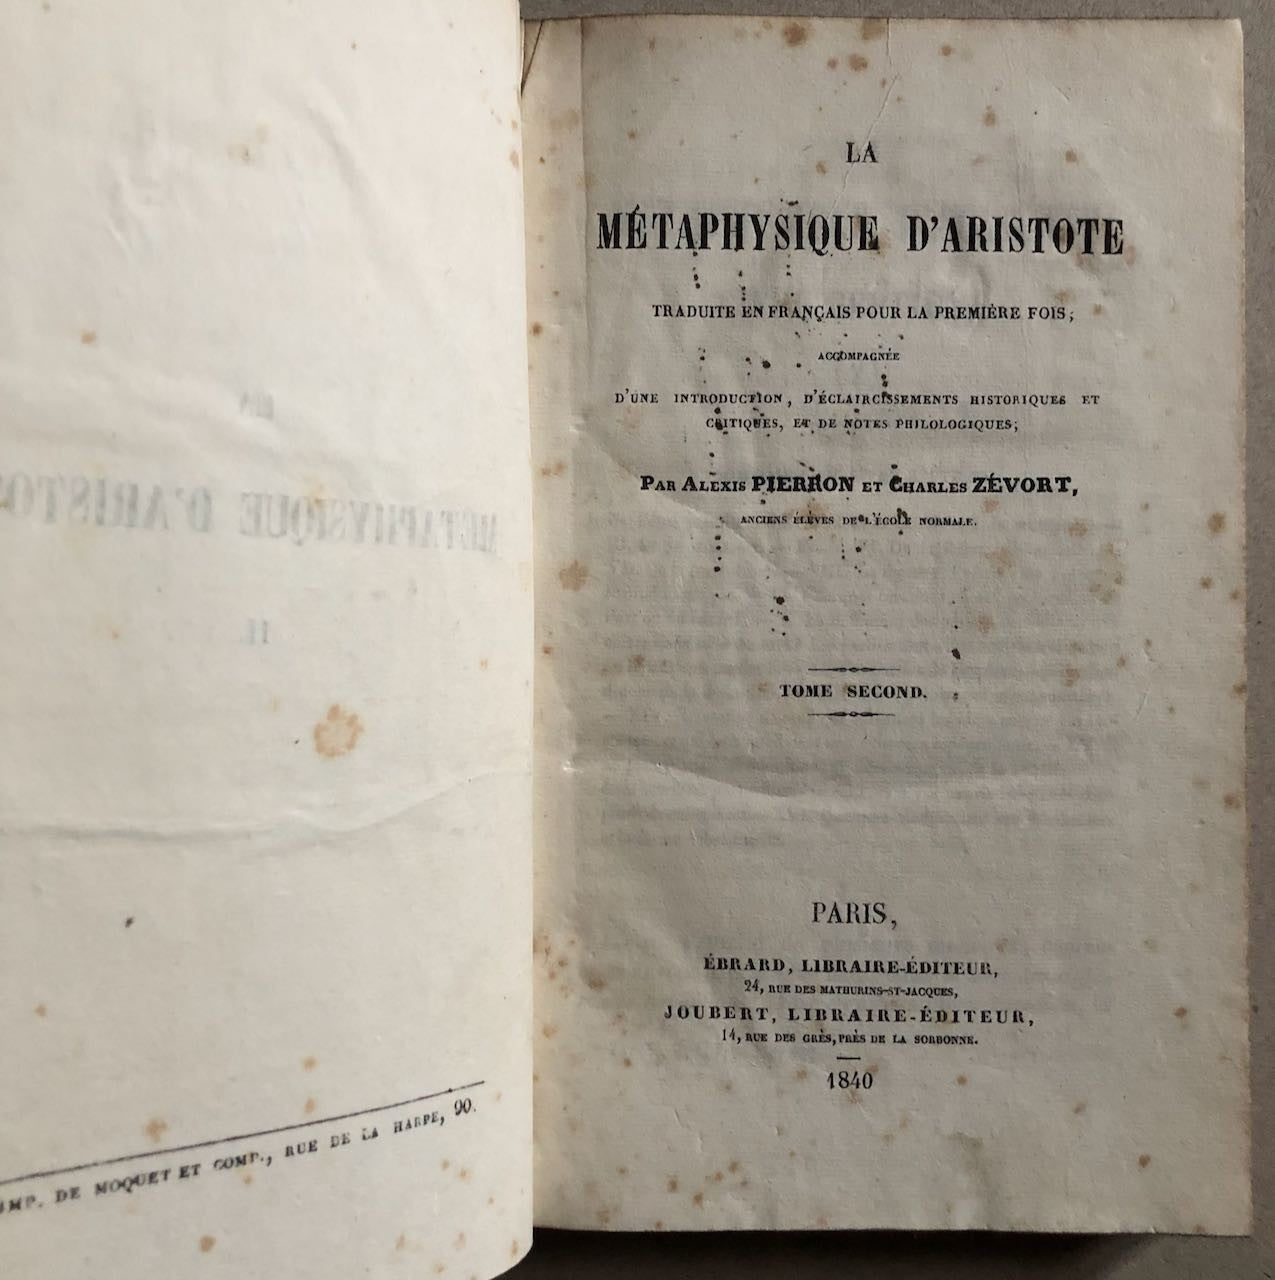 IMP. DE MOQUET ET COMP., RUE DE LA HARPE, 90.
LA
MÉTAPHYSIQUE D'ARISTOTE
TRADUITE EN FRANÇAIS POUR LA PREMIÈRE FOIS;
ACCOMPAGNÉE
D'UNE INTRODUCTION, D'ÉCLAIRCISSEMENTS HISTORIQUES ET
CRITIQUES, ET DE NOTES PHILOLOGIQUES;
PAR ALEXIS PIERRON ET CHARLES ZÉVORT,
ANCIENS ÉLÈVES DE L'ÉCOLE NORMALE.
TOME SECOND.
PARIS,
ÉBRARD, LIBRAIRE-ÉDITEUR,
24, RUE DES MATHURINS-ST-JACQUES,
JOUBERT, LIBRAIRE-ÉDITEUR,
14, RUE DES GRÈS, PRÈS DE LA SORBONNE.
1840